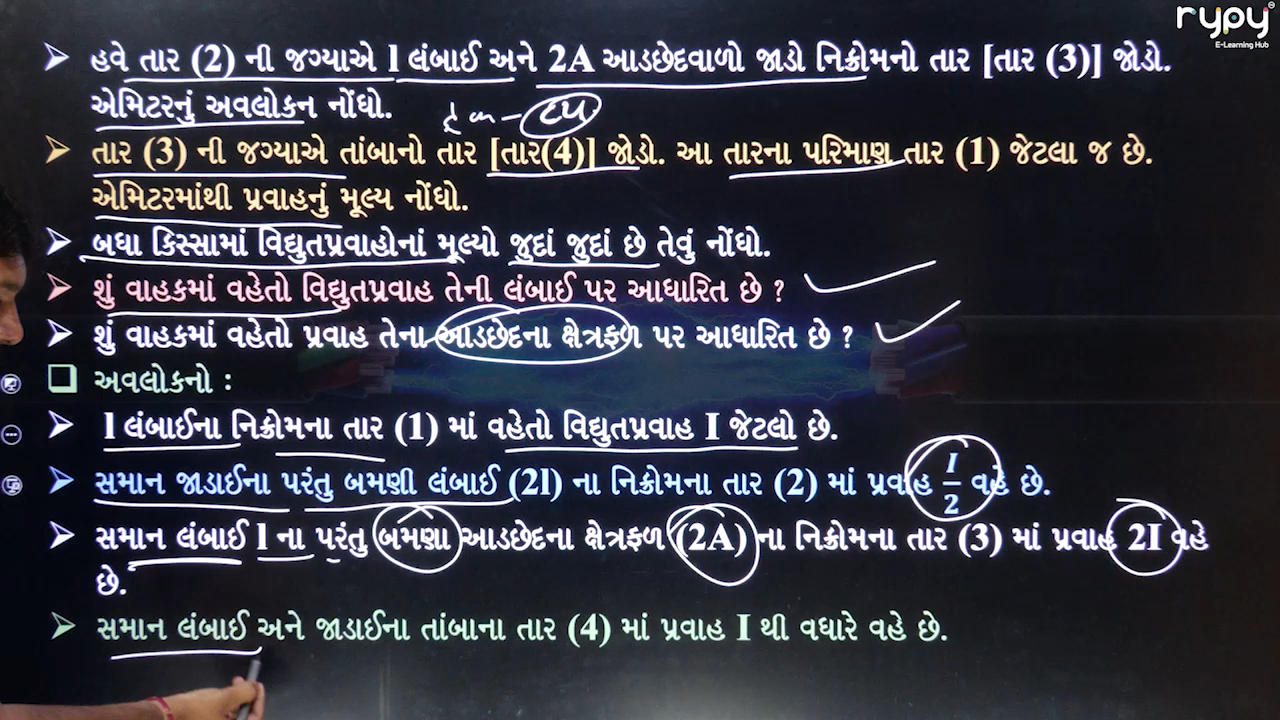 rypy
E-Learning Hub
➤ હવે તાર (2) ની જગ્યાએ l લંબાઈ અને 2A આડછેદવાળો જાડો નિક્રોમનો તાર [તાર (3)] જોડો.
એમિટરનું અવલોકન નોંધો.
➤ તાર (3) ની જગ્યાએ તાંબાનો તાર [તાર(4)] જોડો. આ તારના પરિમાણ તાર (1) જેટલા જ છે.
એમિટરમાંથી પ્રવાહનું મૂલ્ય નોંધો.
➤ બધા કિસ્સામાં વિદ્યુતપ્રવાહોનાં મૂલ્યો જુદાં જુદાં છે તેવું નોંધો.
➤ શું વાહકમાં વહેતો વિદ્યુતપ્રવાહ તેની લંબાઈ પર આધારિત છે ?
➤ શું વાહકમાં વહેતો પ્રવાહ તેના આડછેદના ક્ષેત્રફળ પર આધારિત છે ?
❑ અવલોકનો :
➤ l લંબાઈના નિક્રોમના તાર (1) માં વહેતો વિદ્યુતપ્રવાહ I જેટલો છે.
➤ સમાન જાડાઈના પરંતુ બમણી લંબાઈ (2l) ના નિક્રોમના તાર (2) માં પ્રવાહ I/2 વહે છે.
➤ સમાન લંબાઈ l ના પરંતુ બમણા આડછેદના ક્ષેત્રફળ (2A) ના નિક્રોમના તાર (3) માં પ્રવાહ 2I વહે
છે.
➤ સમાન લંબાઈ અને જાડાઈના તાંબાના તાર (4) માં પ્રવાહ I થી વધારે વહે છે.